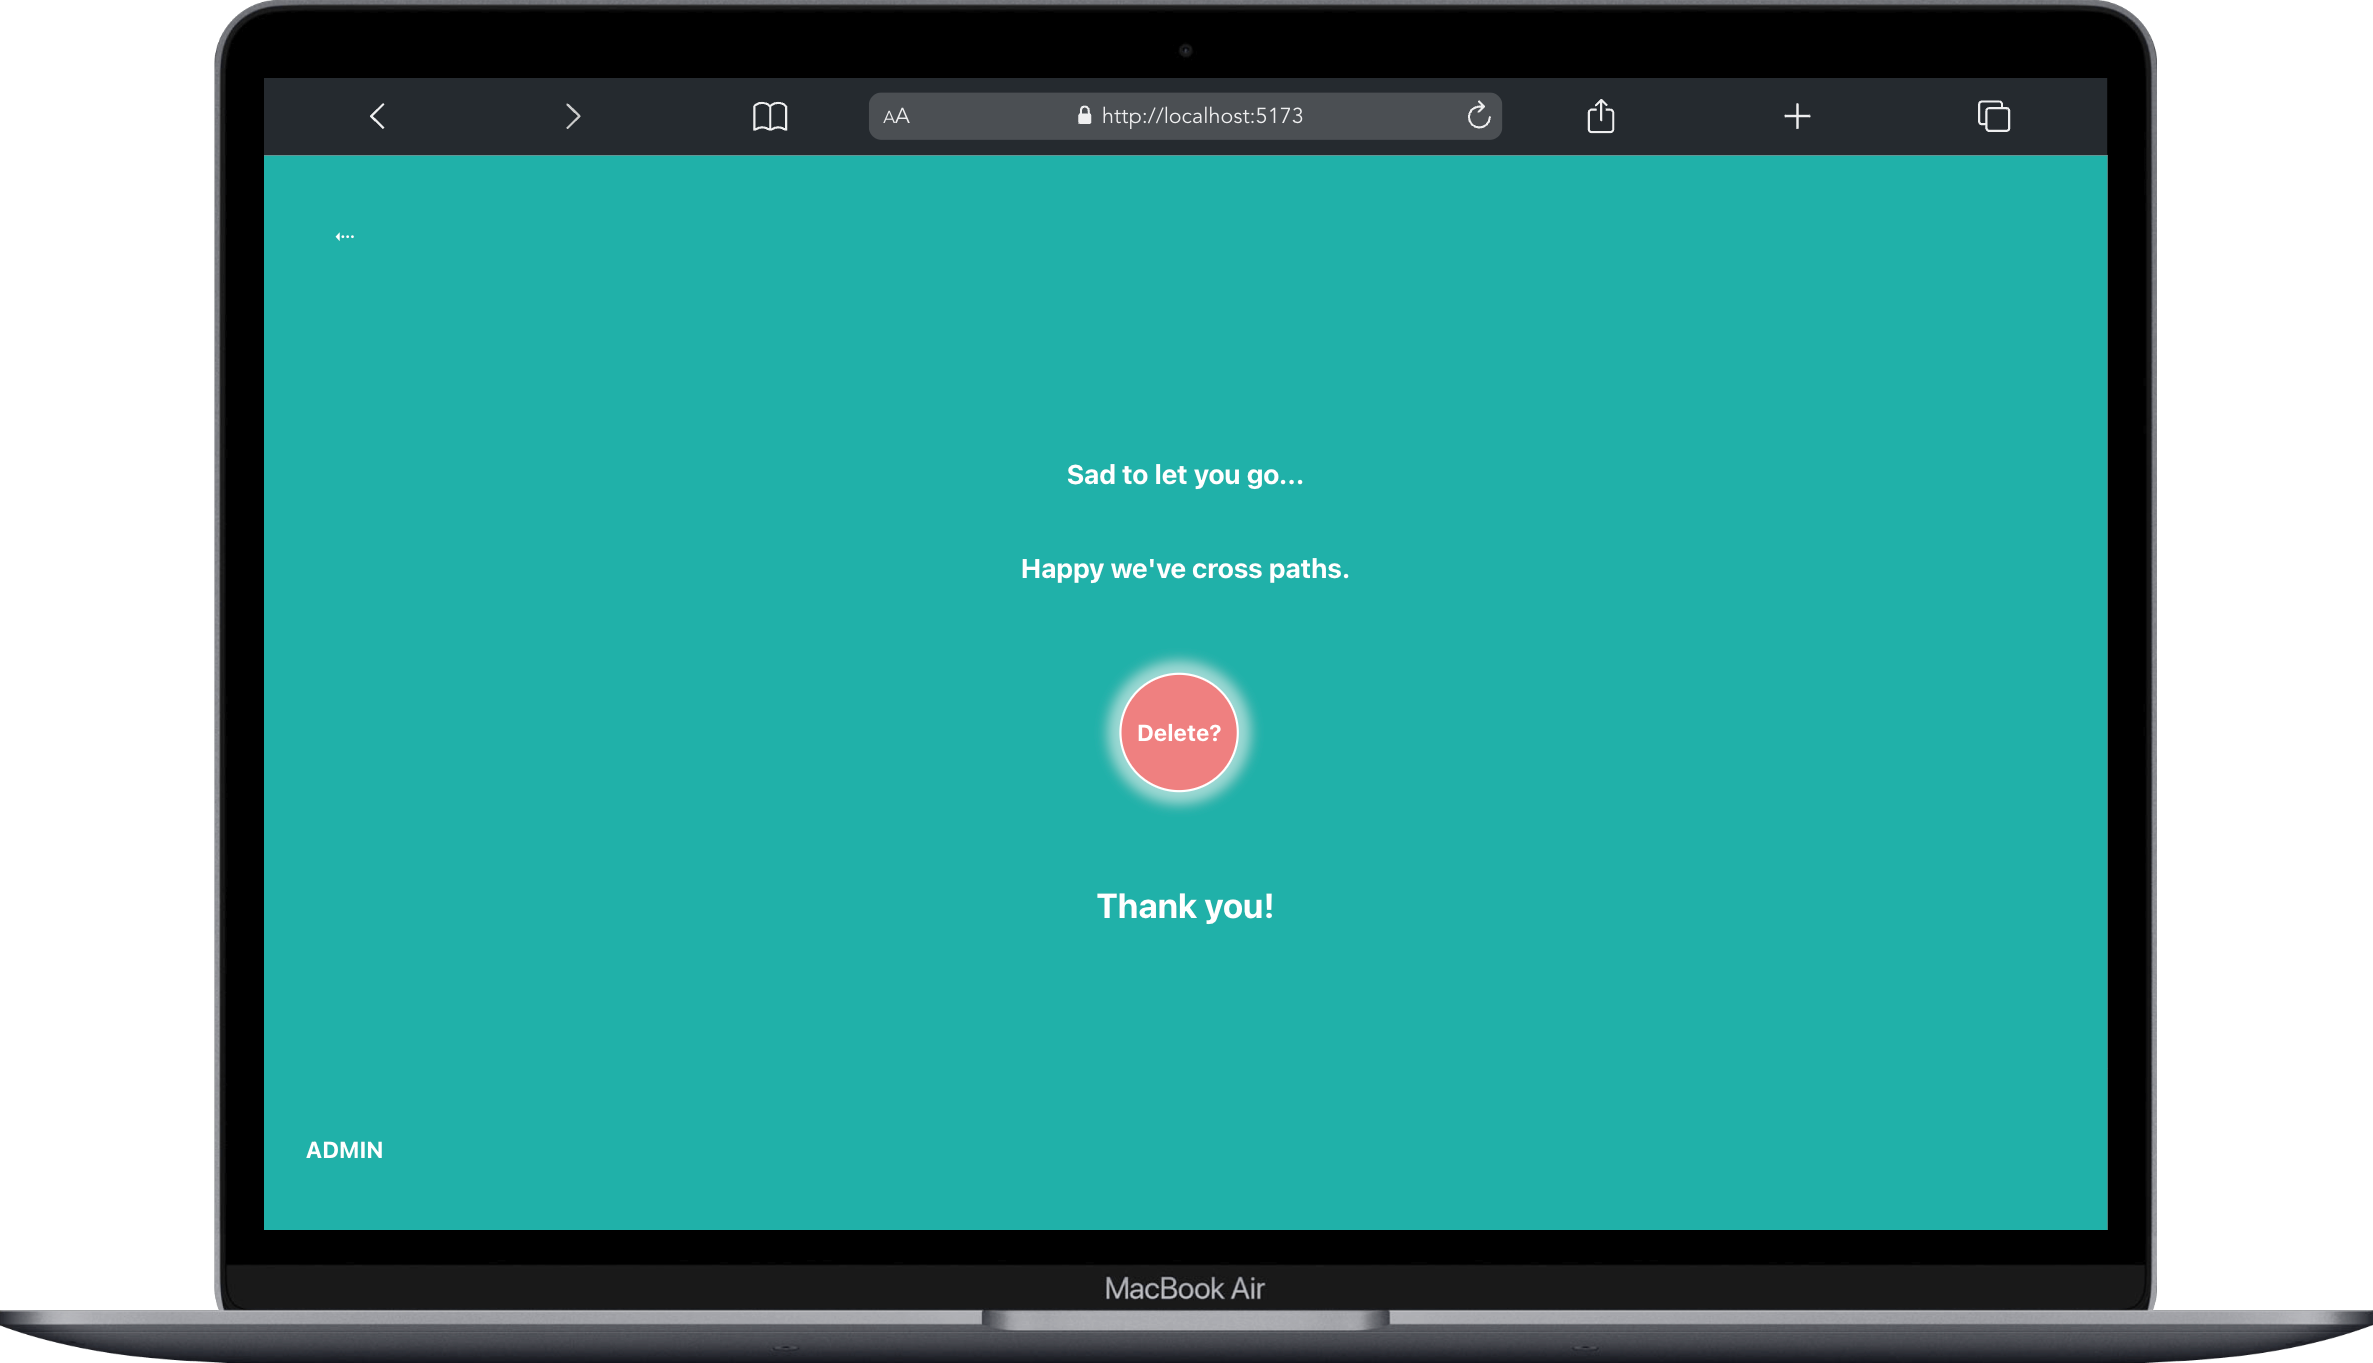 AA
http://localhost:5173
Sad to let you go...
Happy we've cross paths.
Delete?
Thank you!
ADMIN
MacBook Air